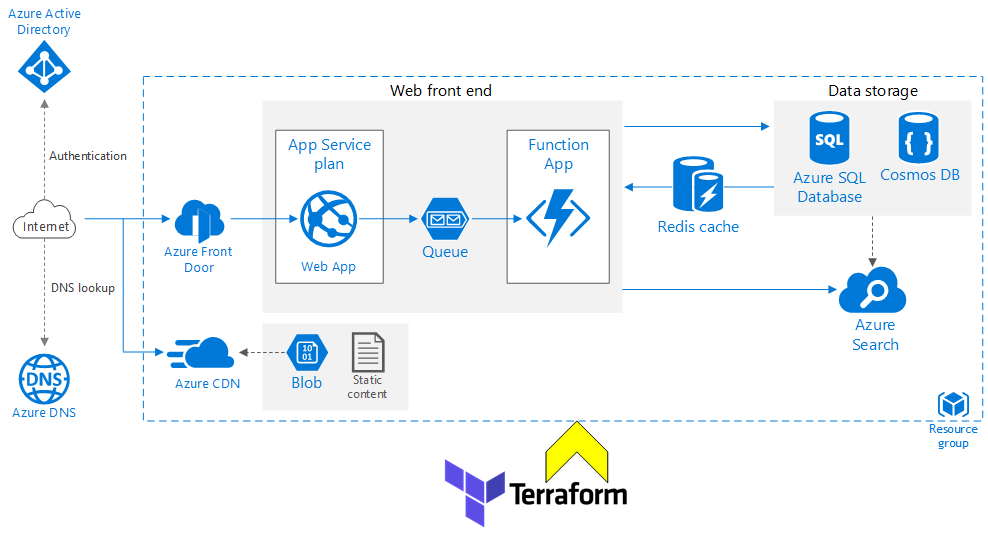 Azure Active
Directory
Authentication
Internet
DNS lookup
DNS
Azure DNS
Web front end
Data storage
App Service
plan
Web App
Queue
Function
App
Azure Front
Door
Redis cache
SQL
Azure SQL
Database
{ }
Cosmos DB
Azure
Search
Azure CDN
10
01
Blob
Static
content
Resource
group
Terraform